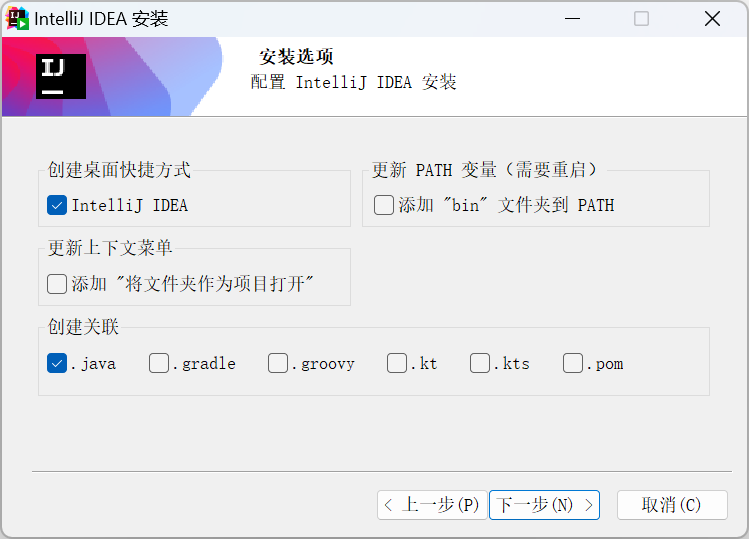 IntelliJ IDEA 安装
IJ
安装选项
配置 IntelliJ IDEA 安装
创建桌面快捷方式
IntelliJ IDEA
更新 PATH 变量（需要重启）
添加 "bin" 文件夹到 PATH
更新上下文菜单
添加 "将文件夹作为项目打开"
创建关联
.java .gradle .groovy .kt .kts .pom
< 上一步(P) 下一步(N) > 取消(C)